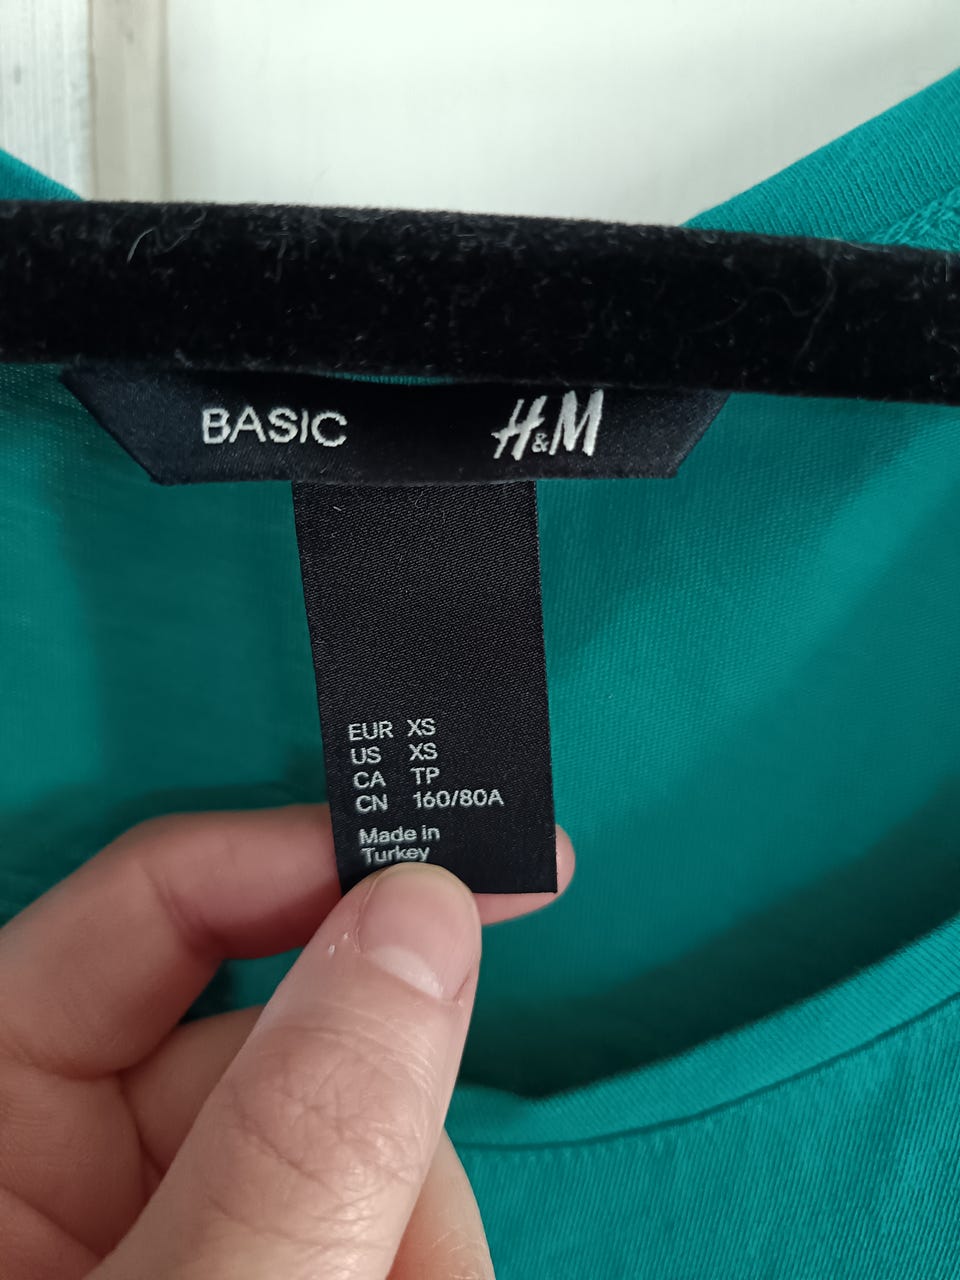 BASIC H&M
EUR XS
US XS
CA TP
CN 160/80A
Made in
Turkey